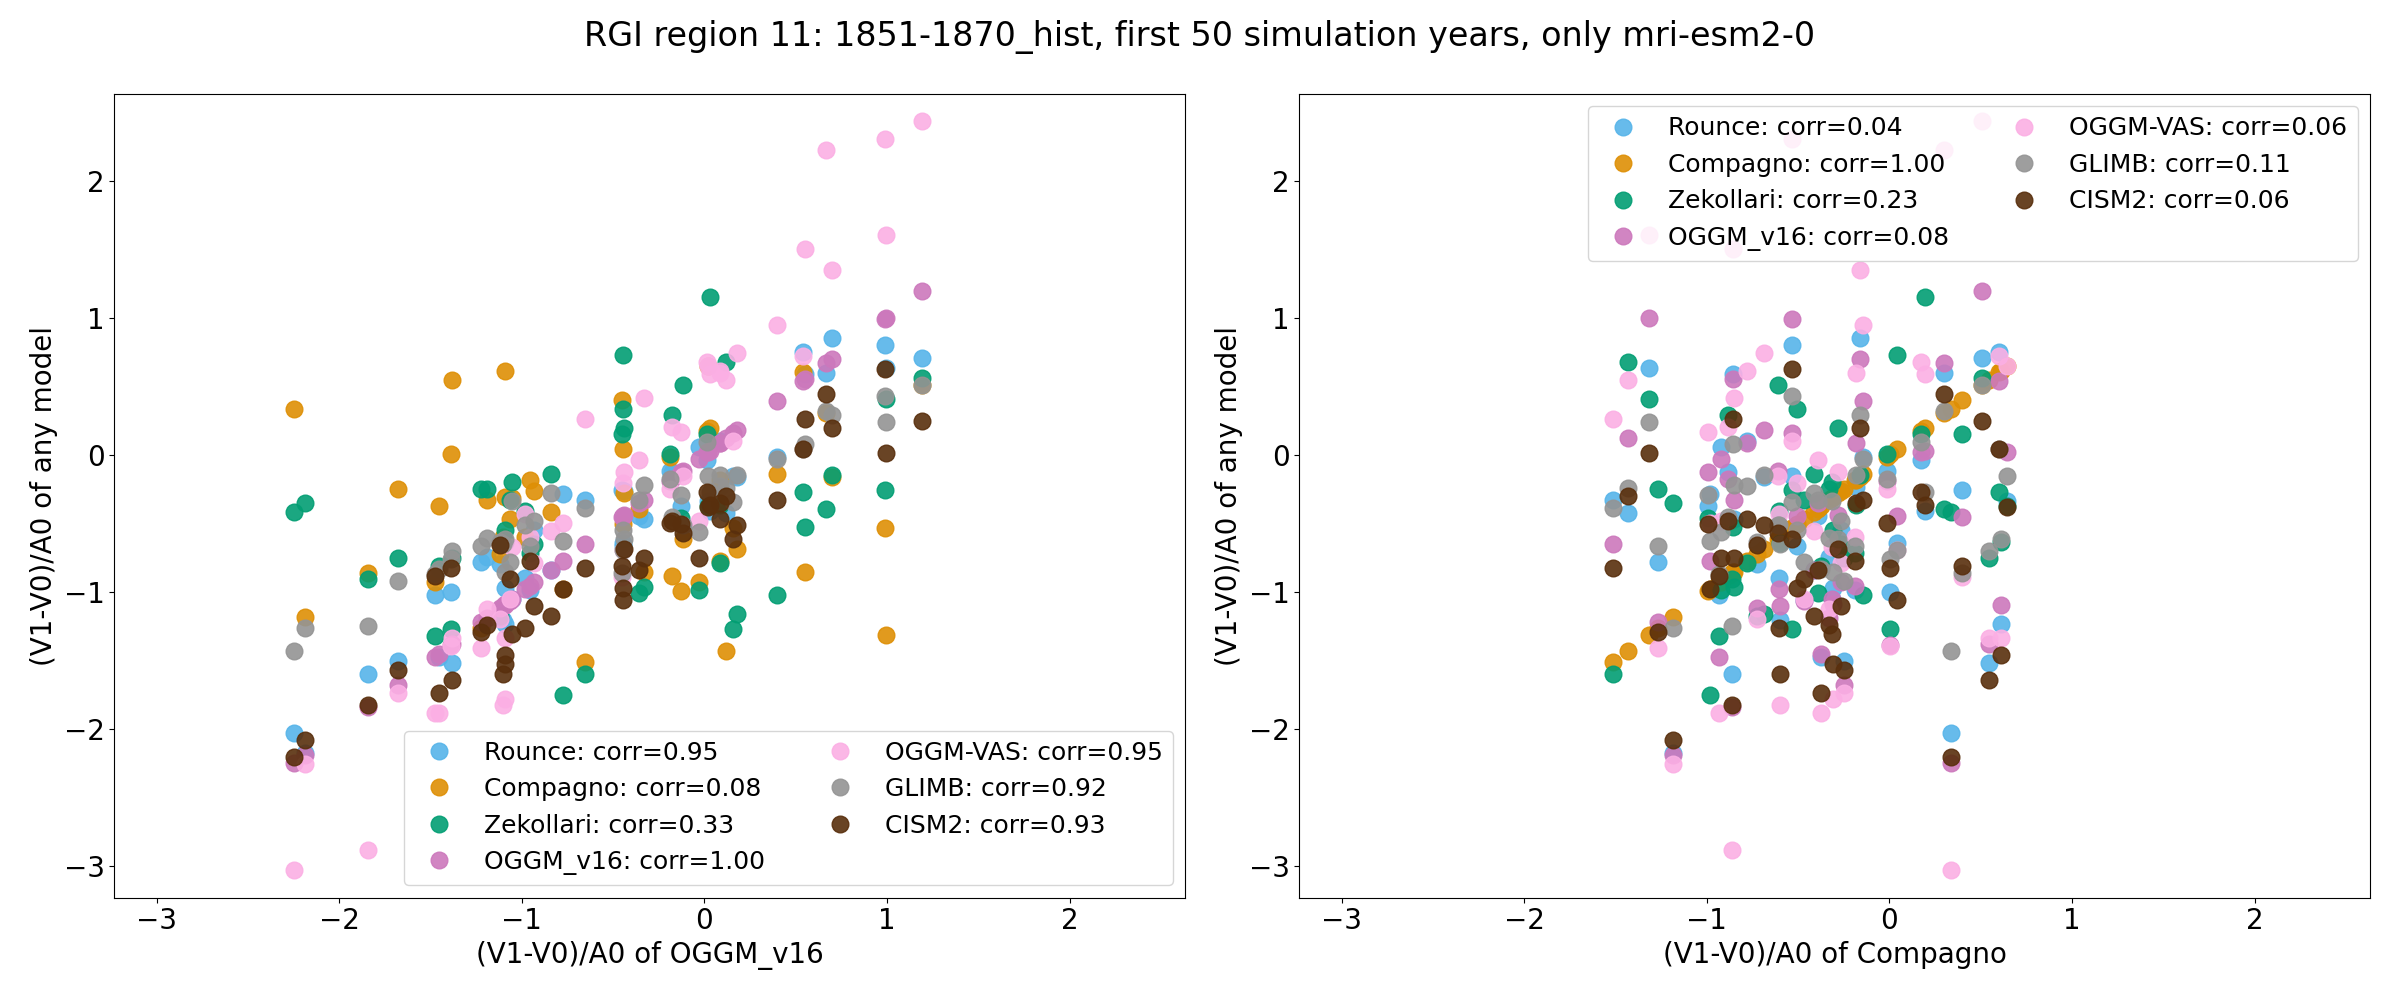 RGI region 11: 1851-1870_hist, first 50 simulation years, only mri-esm2-0
(V1-V0)/A0 of any model
2
1
0
−1
−2
−3
Rounce: corr=0.95
Compagno: corr=0.08
Zekollari: corr=0.33
OGGM_v16: corr=1.00
OGGM-VAS: corr=0.95
GLIMB: corr=0.92
CISM2: corr=0.93
−3 −2 −1 0 1 2
(V1-V0)/A0 of OGGM_v16
(V1-V0)/A0 of any model
2
1
0
−1
−2
−3
Rounce: corr=0.04
Compagno: corr=1.00
Zekollari: corr=0.23
OGGM_v16: corr=0.08
OGGM-VAS: corr=0.06
GLIMB: corr=0.11
CISM2: corr=0.06
−3 −2 −1 0 1 2
(V1-V0)/A0 of Compagno